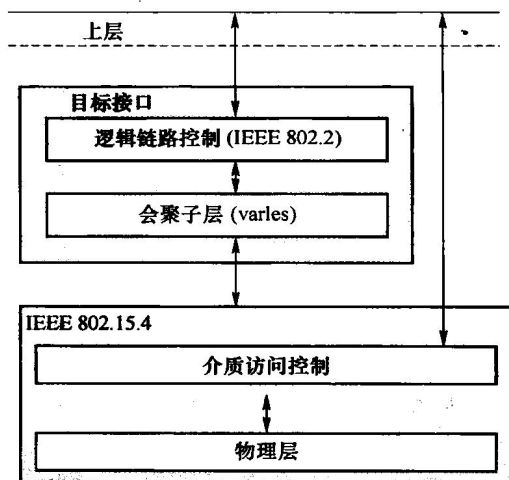 上层
目标接口
逻辑链路控制 (IEEE 802.2)
会聚子层 (varles)
IEEE 802.15.4
介质访问控制
物理层